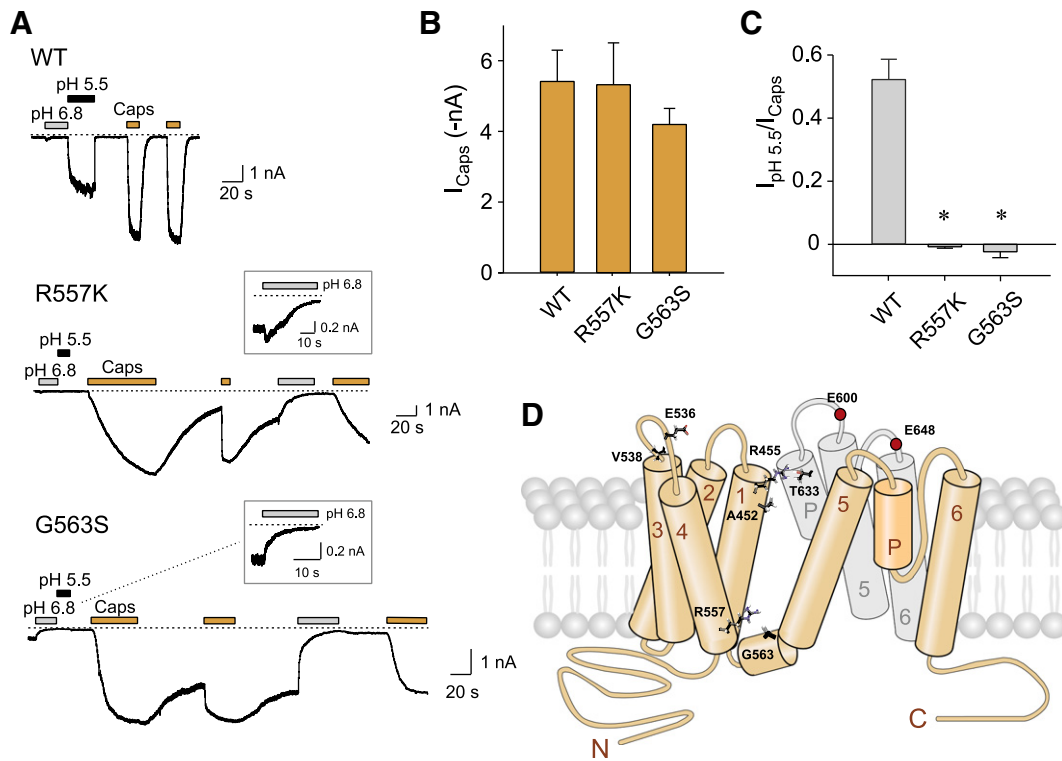 A
WT
pH 5.5
pH 6.8
Caps
1 nA
20 s
R557K
pH 5.5
pH 6.8
Caps
pH 6.8
0.2 nA
10 s
1 nA
20 s
G563S
pH 5.5
pH 6.8
Caps
pH 6.8
0.2 nA
10 s
1 nA
20 s
B
I_Caps (-nA)
6
4
2
0
WT
R557K
G563S
C
I_pH 5.5/I_Caps
0.6
0.4
0.2
0
* *
WT
R557K
G563S
D
E600
E536
E648
V538
R455
T633
A452
2
1
P
5
3
4
P
6
5
6
R557
G563
N
C